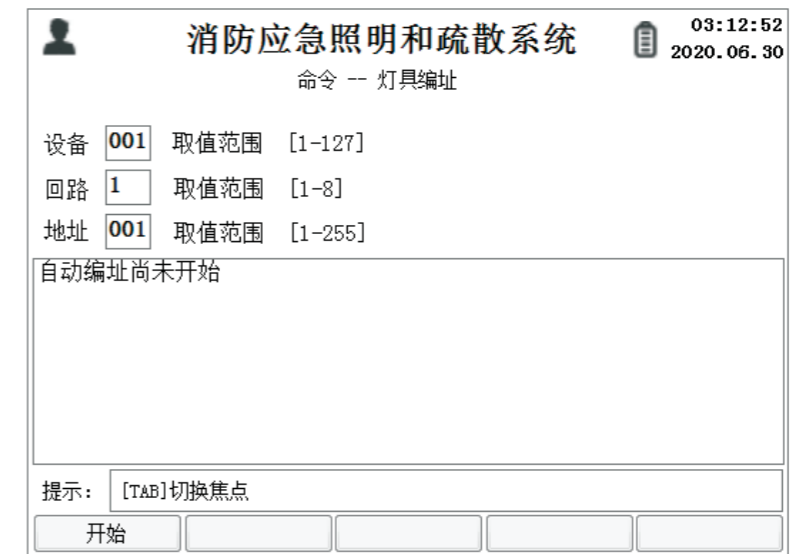 消防应急照明和疏散系统
03:12:52
2020.06.30
命令 -- 灯具编址
设备 001 取值范围 [1-127]
回路 1 取值范围 [1-8]
地址 001 取值范围 [1-255]
自动编址尚未开始
提示: [TAB]切换焦点
开始